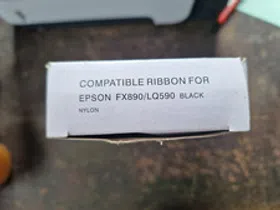 COMPATIBLE RIBBON FOR
EPSON FX890/LQ590 BLACK
NYLON